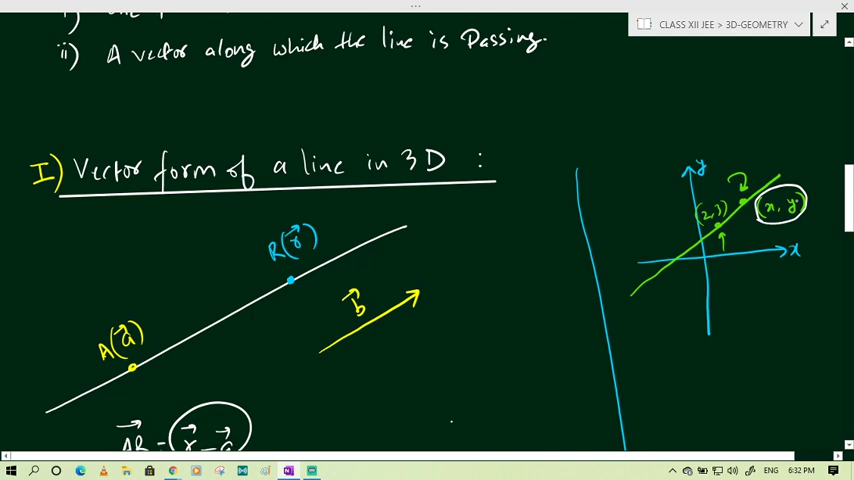 CLASS XII JEE > 3D-GEOMETRY
ii) A vector along which the line is Passing.
I) Vector form of a line in 3D :
y
(2,3)
(x, y)
x
R(r⃗)
b⃗
A(a⃗)
AR⃗ = r⃗ - a⃗
ENG 6:32 PM